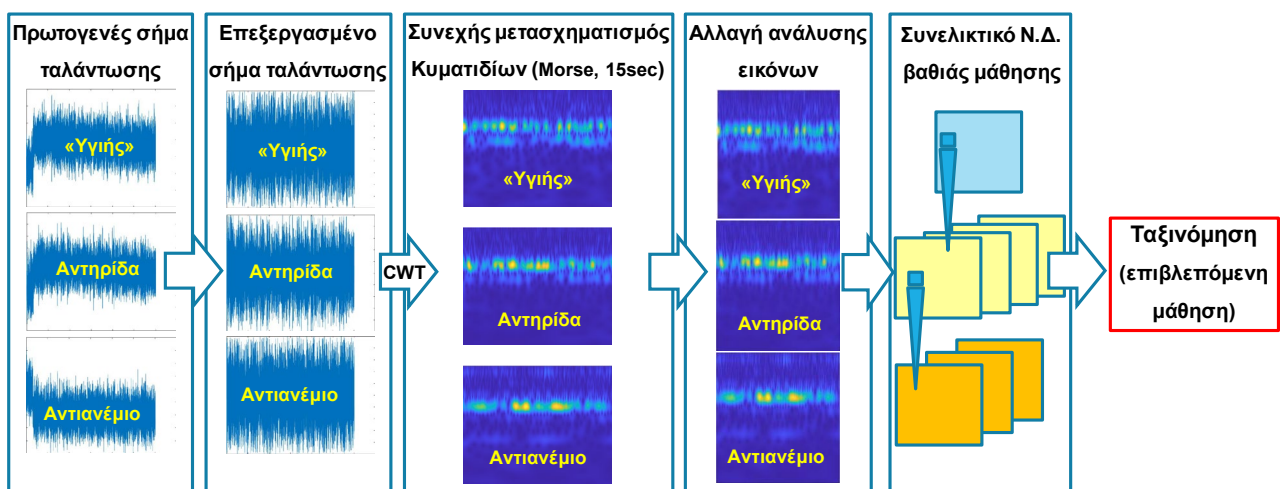 Πρωτογενές σήμα
ταλάντωσης
«Υγιής»
Αντηρίδα
Αντιανέμιο
Επεξεργασμένο
σήμα ταλάντωσης
«Υγιής»
Αντηρίδα
Αντιανέμιο
CWT
Συνεχής μετασχηματισμός
Κυματιδίων (Morse, 15sec)
«Υγιής»
Αντηρίδα
Αντιανέμιο
Αλλαγή ανάλυσης
εικόνων
«Υγιής»
Αντηρίδα
Αντιανέμιο
Συνελικτικό Ν.Δ.
βαθιάς μάθησης
Ταξινόμηση
(επιβλεπόμενη
μάθηση)